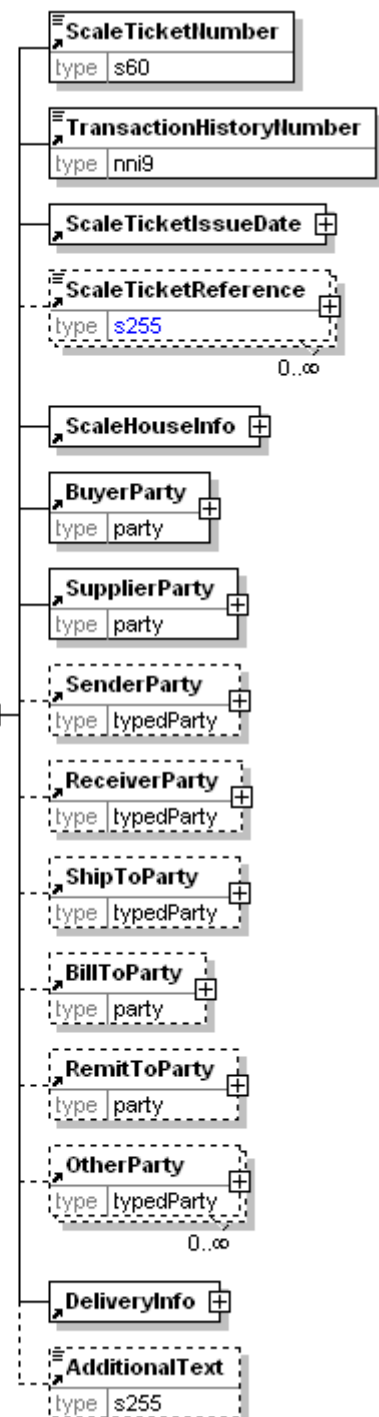 ScaleTicketNumber
type s60
TransactionHistoryNumber
type nni9
ScaleTicketIssueDate
ScaleTicketReference
type s255
0..∞
ScaleHouseInfo
BuyerParty
type party
SupplierParty
type party
SenderParty
type typedParty
ReceiverParty
type typedParty
ShipToParty
type typedParty
BillToParty
type party
RemitToParty
type party
OtherParty
type typedParty
0..∞
DeliveryInfo
AdditionalText
type s255